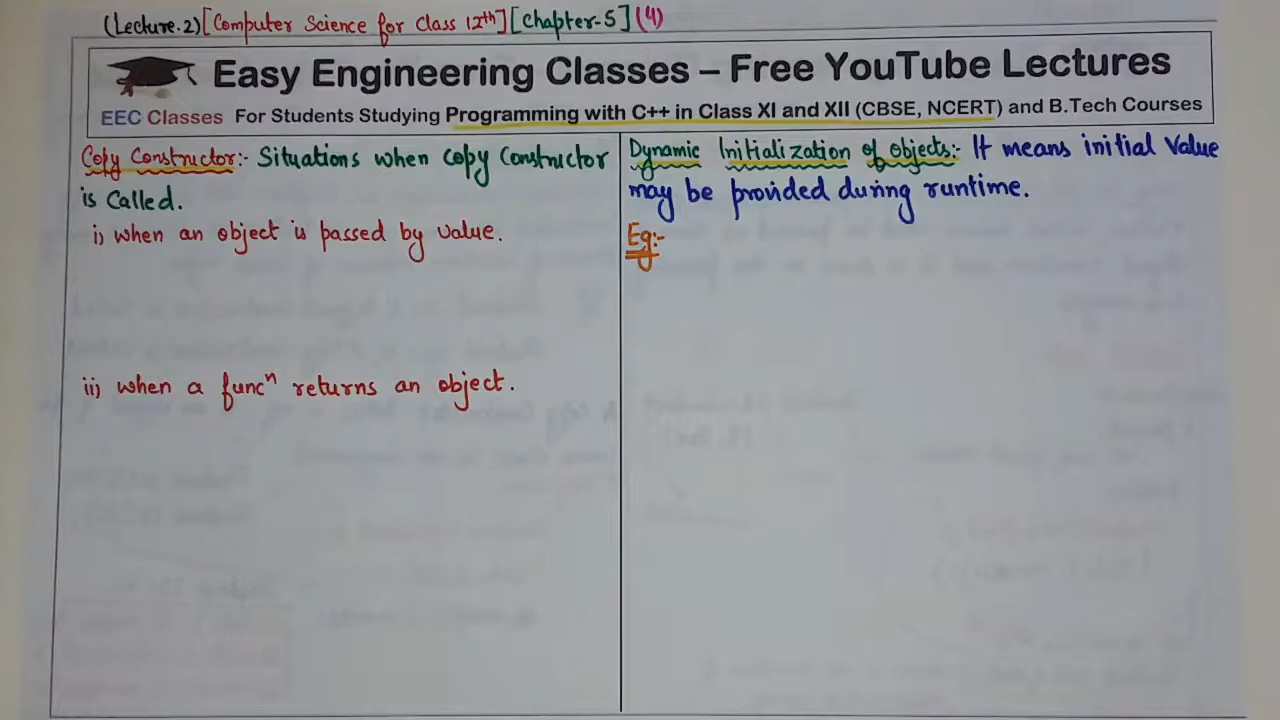 (Lecture.2)[Computer Science for Class 12th][Chapter-5](4)
Easy Engineering Classes – Free YouTube Lectures
EEC Classes For Students Studying Programming with C++ in Class XI and XII (CBSE, NCERT) and B.Tech Courses
Copy Constructor:- Situations when copy Constructor
is Called.
i) when an object is passed by value.
ii) when a funcⁿ returns an object.
Dynamic Initialization of objects:- It means initial value
may be provided during runtime.
Eg:-